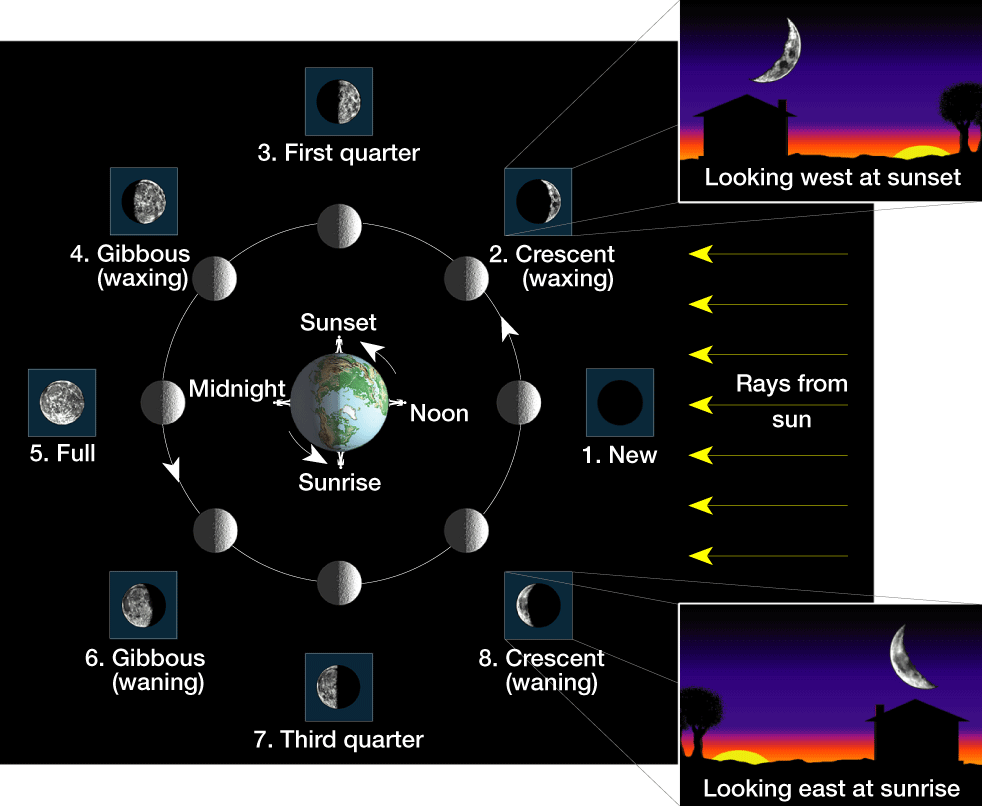 Looking west at sunset
3. First quarter
4. Gibbous
(waxing)
2. Crescent
(waxing)
Sunset
Midnight
Noon
Sunrise
Rays from
sun
5. Full
1. New
6. Gibbous
(waning)
8. Crescent
(waning)
7. Third quarter
Looking east at sunrise